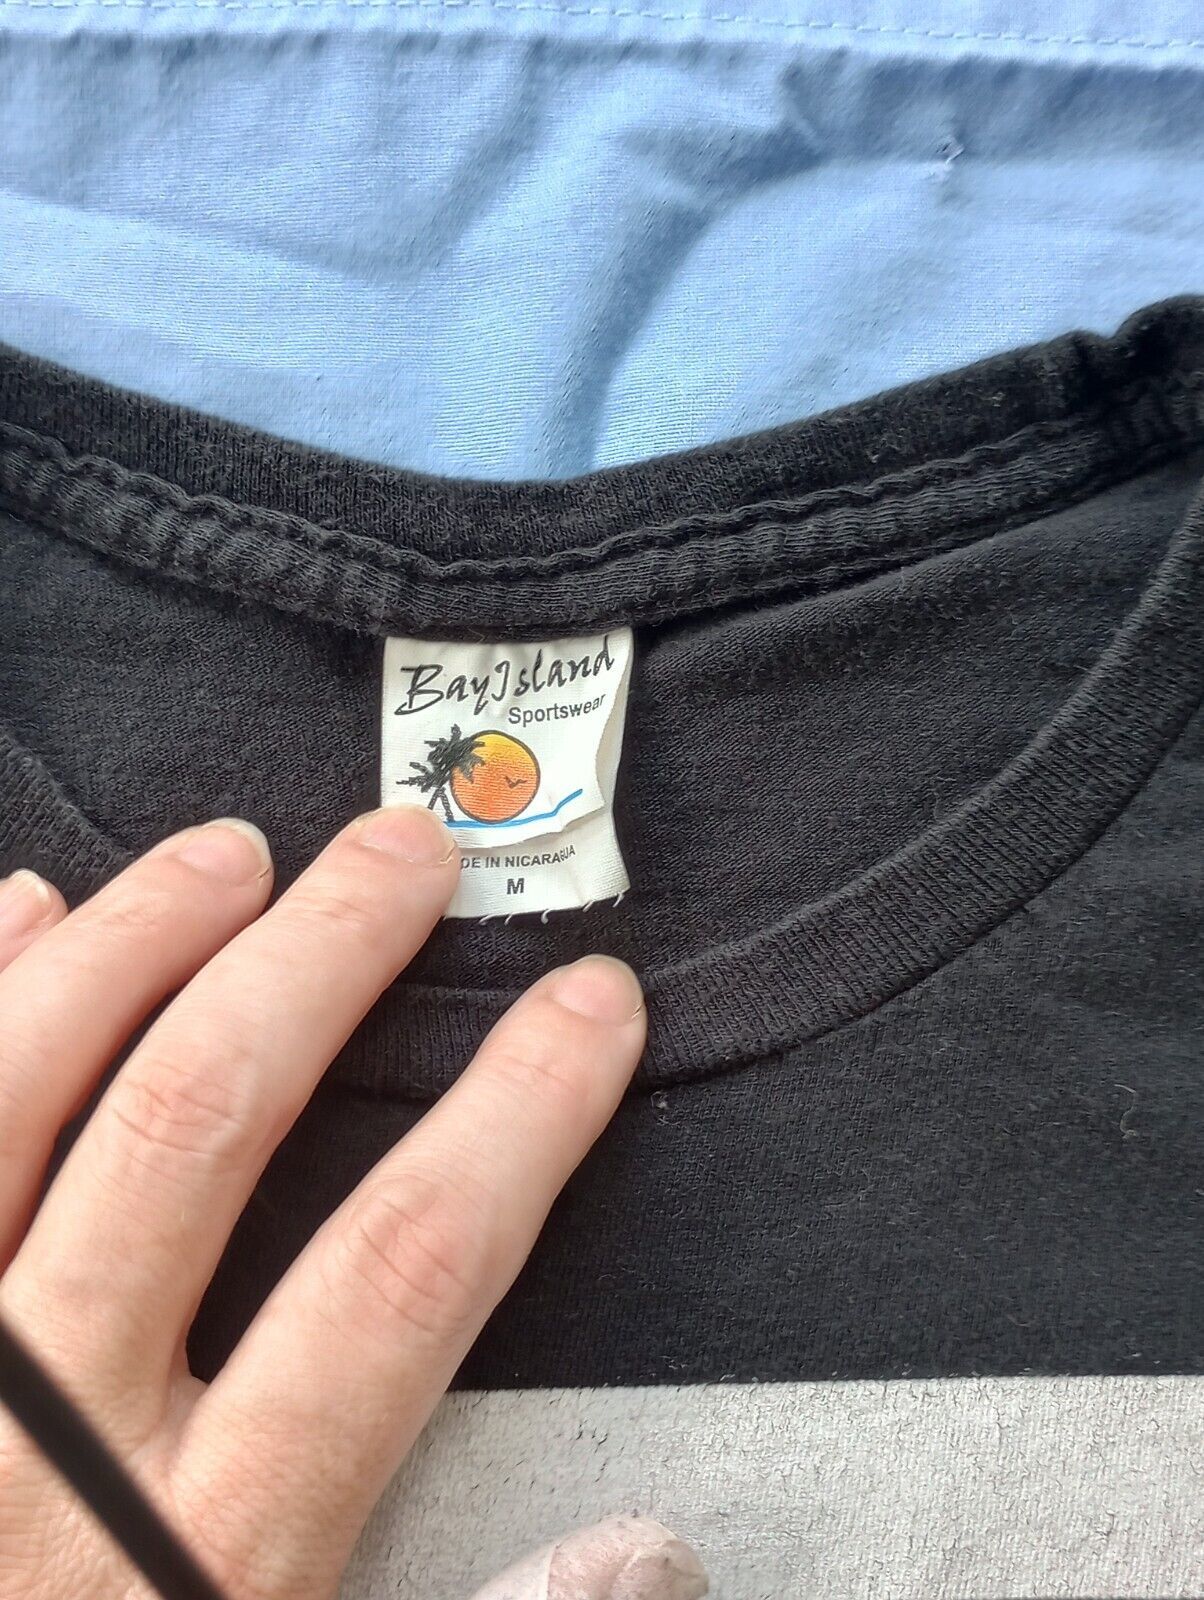 Bay Island
Sportswear
DE IN NICARAGUA
M